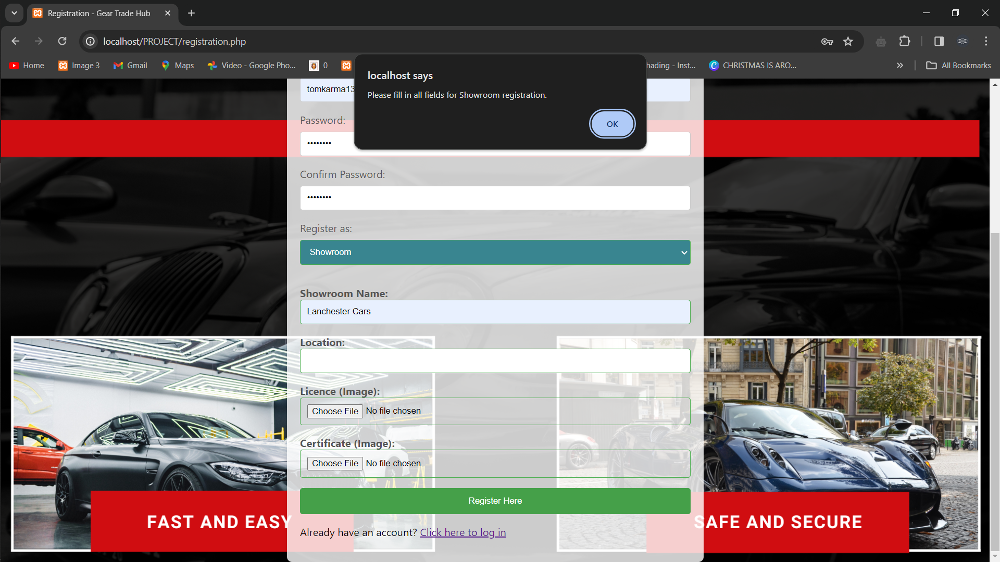 Registration - Gear Trade Hub
localhost/PROJECT/registration.php
Home
Image 3
Gmail
Maps
Video - Google Pho...
0
hading - Inst...
CHRISTMAS IS ARO...
All Bookmarks
localhost says
Please fill in all fields for Showroom registration.
OK
tomkarma13
Password:
••••••••
Confirm Password:
••••••••
Register as:
Showroom
Showroom Name:
Lanchester Cars
Location:
Licence (Image):
Choose File No file chosen
Certificate (Image):
Choose File No file chosen
Register Here
FAST AND EASY
SAFE AND SECURE
Already have an account? Click here to log in